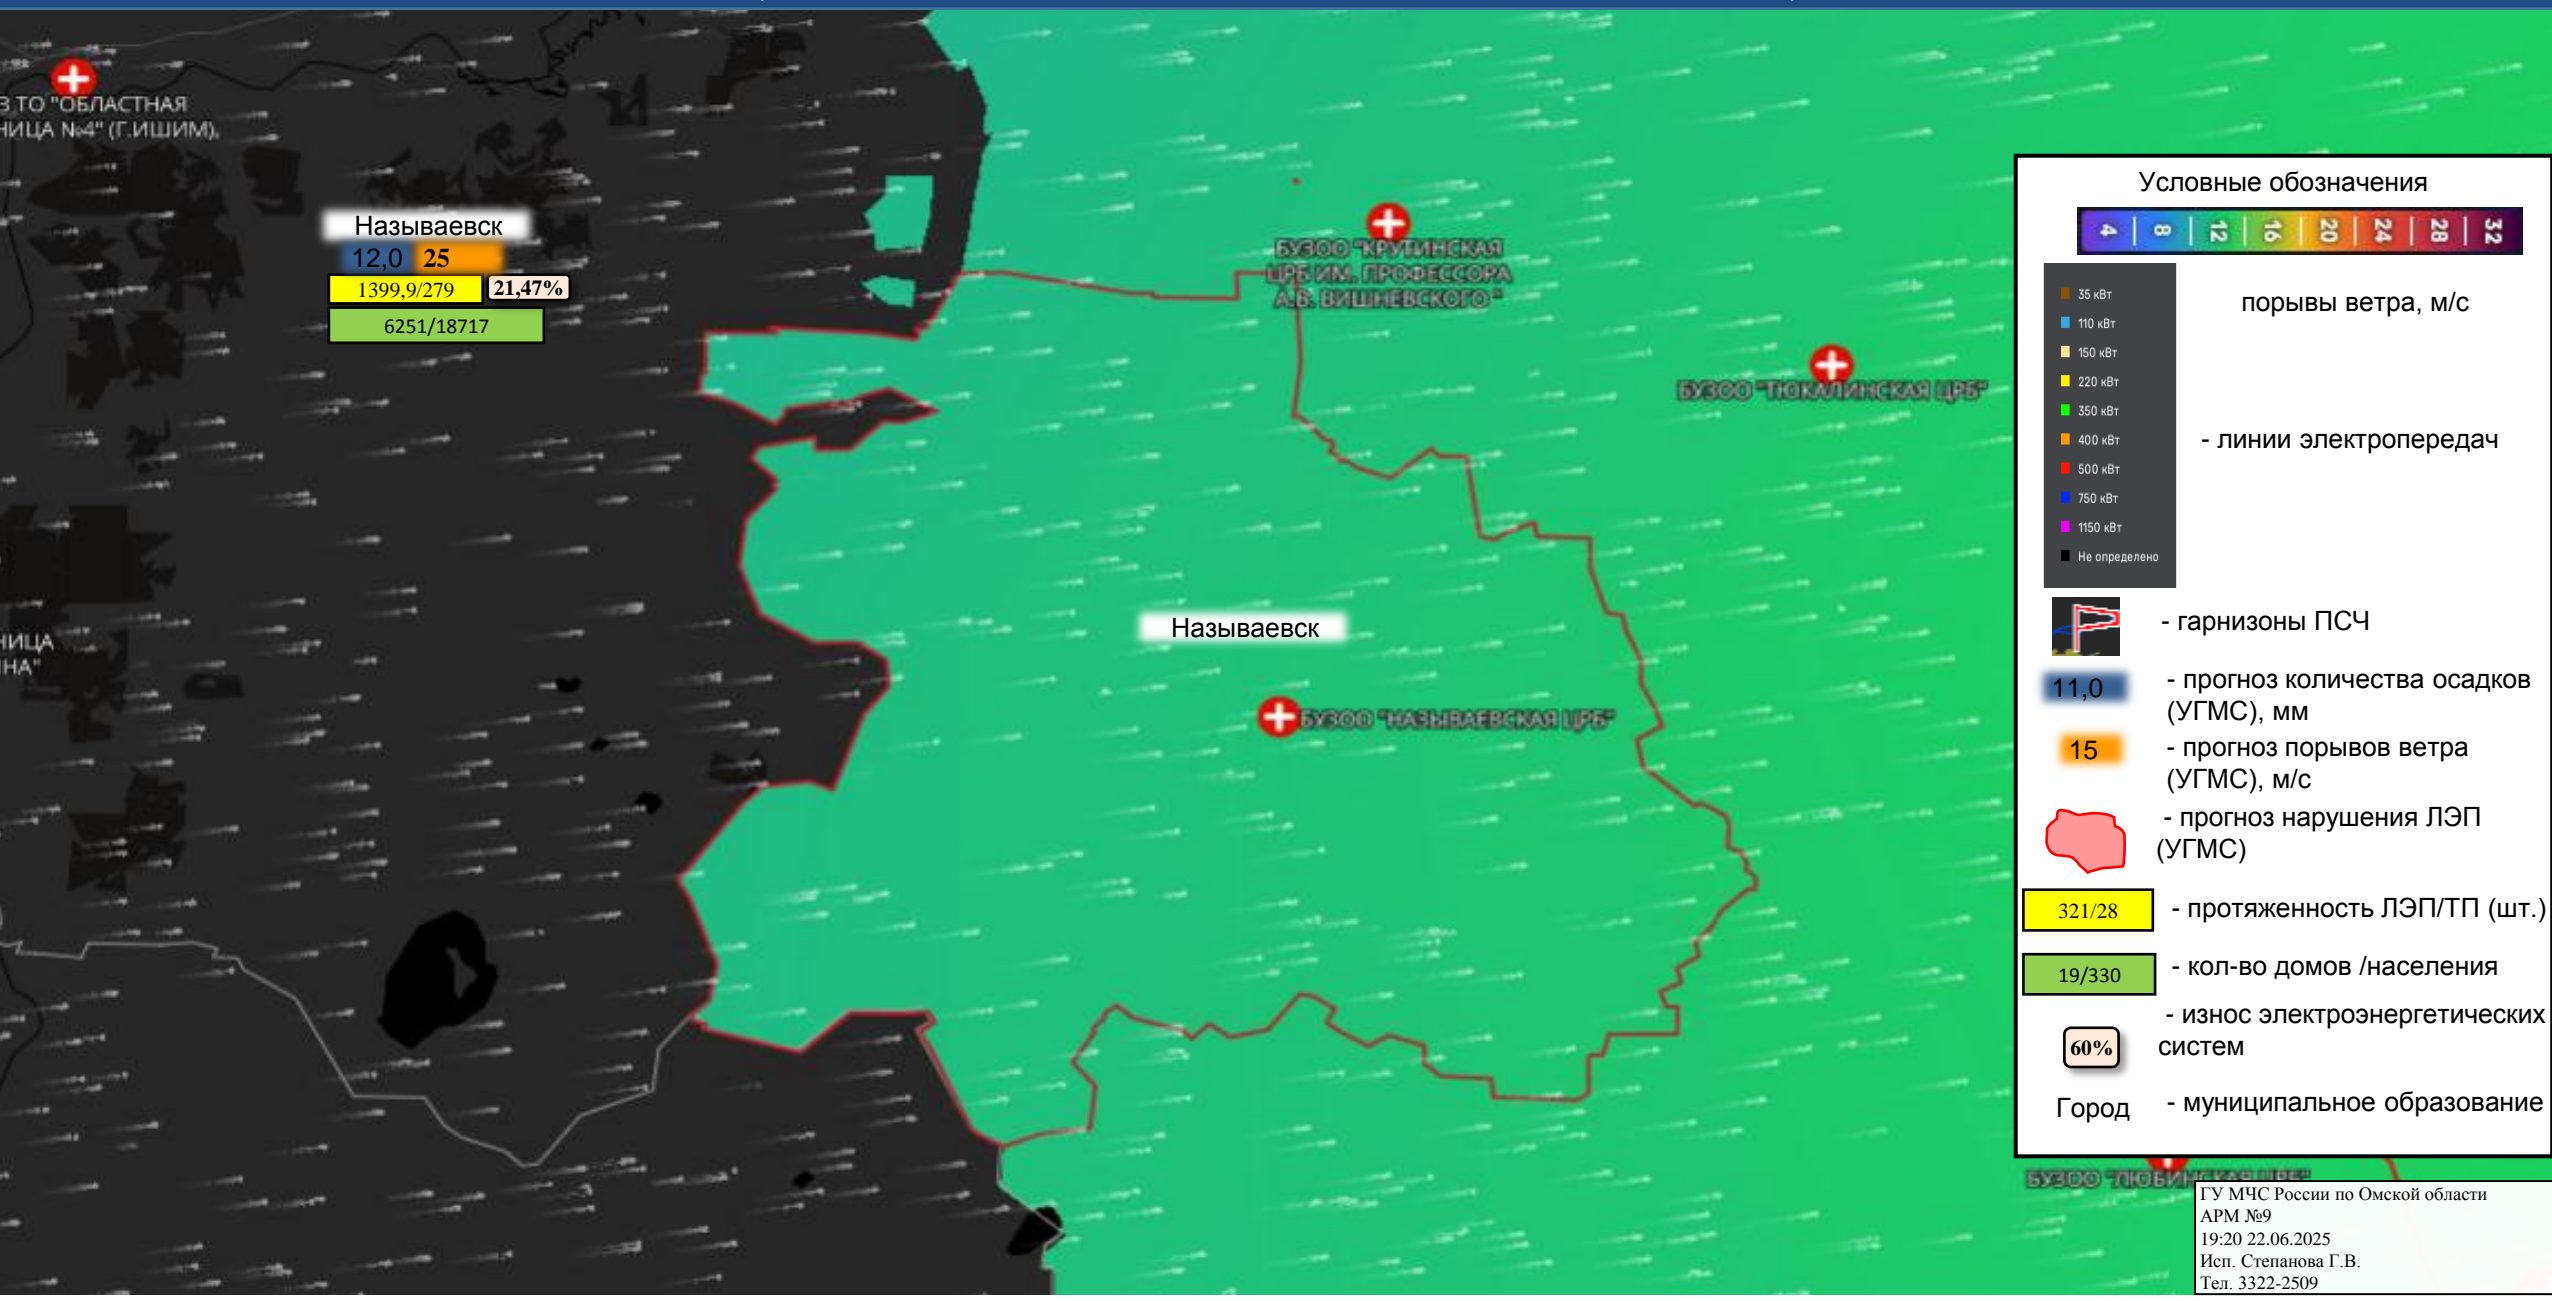 З ТО "ОБЛАСТНАЯ
НИЦА №4" (Г.ИШИМ),
Называевск
12,0 25
1399,9/279 21,47%
6251/18717
НИЦА
НА"
БУЗОО "КРУТИНСКАЯ
ЦРБ ИМ. ПРОФЕССОРА
А.В. ВИШНЕВСКОГО "
БУЗОО "ТЮКАЛИНСКАЯ ЦРБ"
Называевск
БУЗОО "НАЗЫВАЕВСКАЯ ЦРБ"
Условные обозначения
4 8 12 16 20 24 28 32
порывы ветра, м/с
35 кВт
110 кВт
150 кВт
220 кВт
350 кВт
400 кВт
500 кВт
750 кВт
1150 кВт
Не определено
- линии электропередач
- гарнизоны ПСЧ
11,0 - прогноз количества осадков
(УГМС), мм
15 - прогноз порывов ветра
(УГМС), м/с
- прогноз нарушения ЛЭП
(УГМС)
321/28 - протяженность ЛЭП/ТП (шт.)
19/330 - кол-во домов /населения
- износ электроэнергетических
60% систем
Город - муниципальное образование
БУЗОО "ЛЮБИНСКАЯ ЦРБ"
ГУ МЧС России по Омской области
АРМ №9
19:20 22.06.2025
Исп. Степанова Г.В.
Тел. 3322-2509